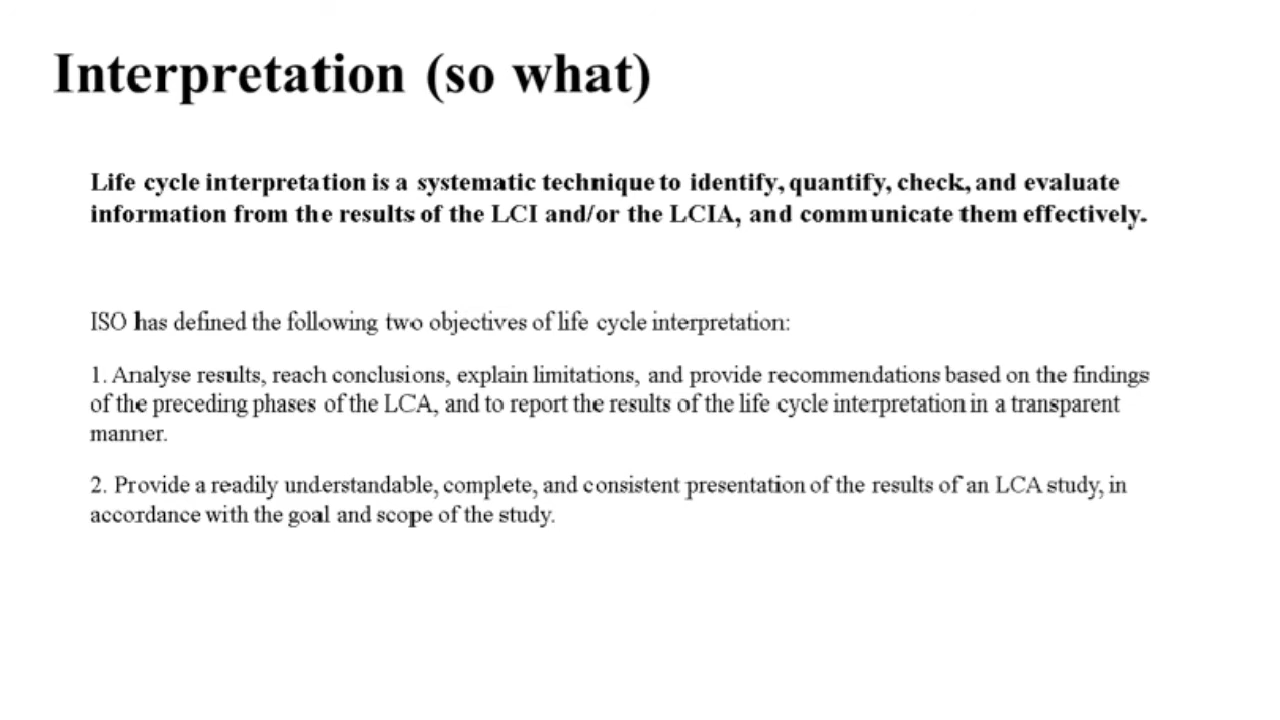 Interpretation (so what)
Life cycle interpretation is a systematic technique to identify, quantify, check, and evaluate
information from the results of the LCI and/or the LCIA, and communicate them effectively.
ISO has defined the following two objectives of life cycle interpretation:
1. Analyse results, reach conclusions, explain limitations, and provide recommendations based on the findings
of the preceding phases of the LCA, and to report the results of the life cycle interpretation in a transparent
manner.
2. Provide a readily understandable, complete, and consistent presentation of the results of an LCA study, in
accordance with the goal and scope of the study.